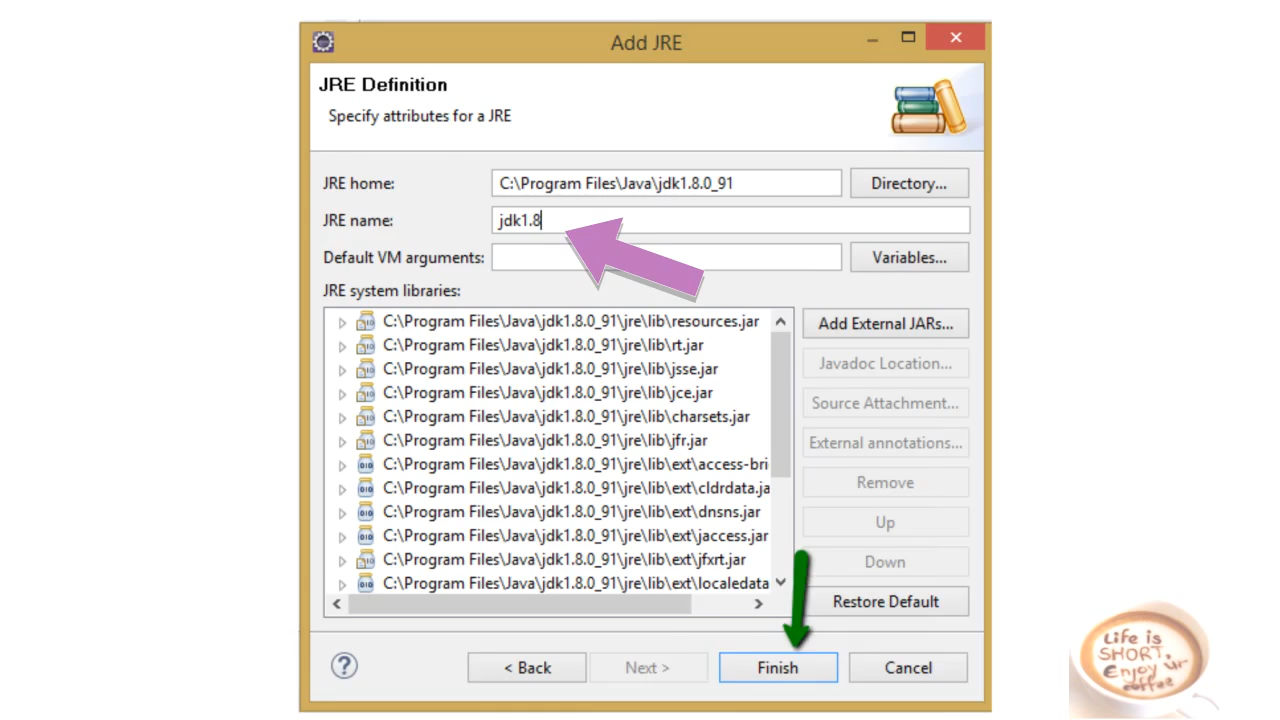 Add JRE
JRE Definition
Specify attributes for a JRE
JRE home:
C:\Program Files\Java\jdk1.8.0_91
Directory...
JRE name:
jdk1.8
Default VM arguments:
Variables...
JRE system libraries:
C:\Program Files\Java\jdk1.8.0_91\jre\lib\resources.jar
C:\Program Files\Java\jdk1.8.0_91\jre\lib\rt.jar
C:\Program Files\Java\jdk1.8.0_91\jre\lib\jsse.jar
C:\Program Files\Java\jdk1.8.0_91\jre\lib\jce.jar
C:\Program Files\Java\jdk1.8.0_91\jre\lib\charsets.jar
C:\Program Files\Java\jdk1.8.0_91\jre\lib\jfr.jar
C:\Program Files\Java\jdk1.8.0_91\jre\lib\ext\access-bri
C:\Program Files\Java\jdk1.8.0_91\jre\lib\ext\cldrdata.ja
C:\Program Files\Java\jdk1.8.0_91\jre\lib\ext\dnsns.jar
C:\Program Files\Java\jdk1.8.0_91\jre\lib\ext\jaccess.jar
C:\Program Files\Java\jdk1.8.0_91\jre\lib\ext\jfxrt.jar
C:\Program Files\Java\jdk1.8.0_91\jre\lib\ext\localedata
Add External JARs...
Javadoc Location...
Source Attachment...
External annotations...
Remove
Up
Down
Restore Default
< Back
Next >
Finish
Cancel
Life is
SHORT,
Enjoy ur
coffee